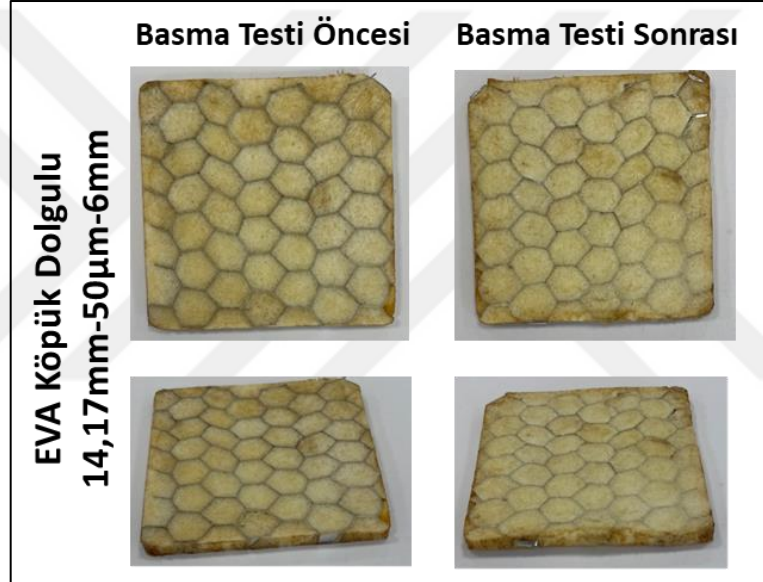 Basma Testi Öncesi
Basma Testi Sonrası
EVA Köpük Dolgulu
14,17mm-50µm-6mm